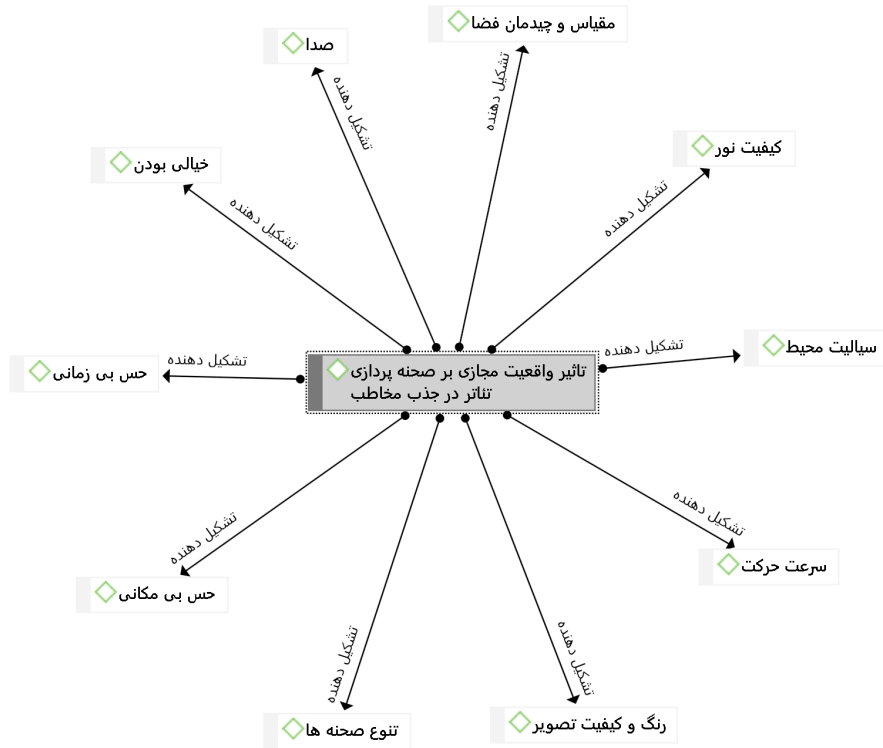 مقیاس و چیدمان فضا
صدا
تشکیل دهنده
تشکیل دهنده
کیفیت نور
خیالی بودن
تشکیل دهنده
تشکیل دهنده
سیالیت محیط
تشکیل دهنده
تشکیل دهنده
حس بی زمانی
تاثیر واقعیت مجازی بر صحنه پردازی
تئاتر در جذب مخاطب
تشکیل دهنده
تشکیل دهنده
سرعت حرکت
حس بی مکانی
تشکیل دهنده
تشکیل دهنده
رنگ و کیفیت تصویر
تنوع صحنه ها